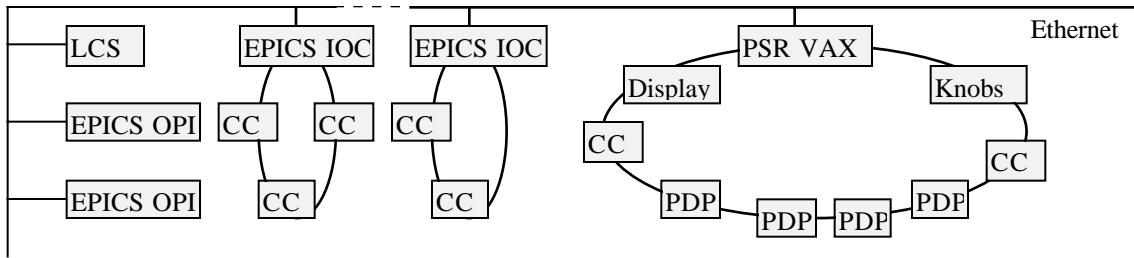 Ethernet
LCS
EPICS IOC
EPICS IOC
PSR VAX
Display
Knobs
EPICS OPI
CC
CC
CC
CC
CC
EPICS OPI
CC
CC
PDP
PDP
PDP
PDP